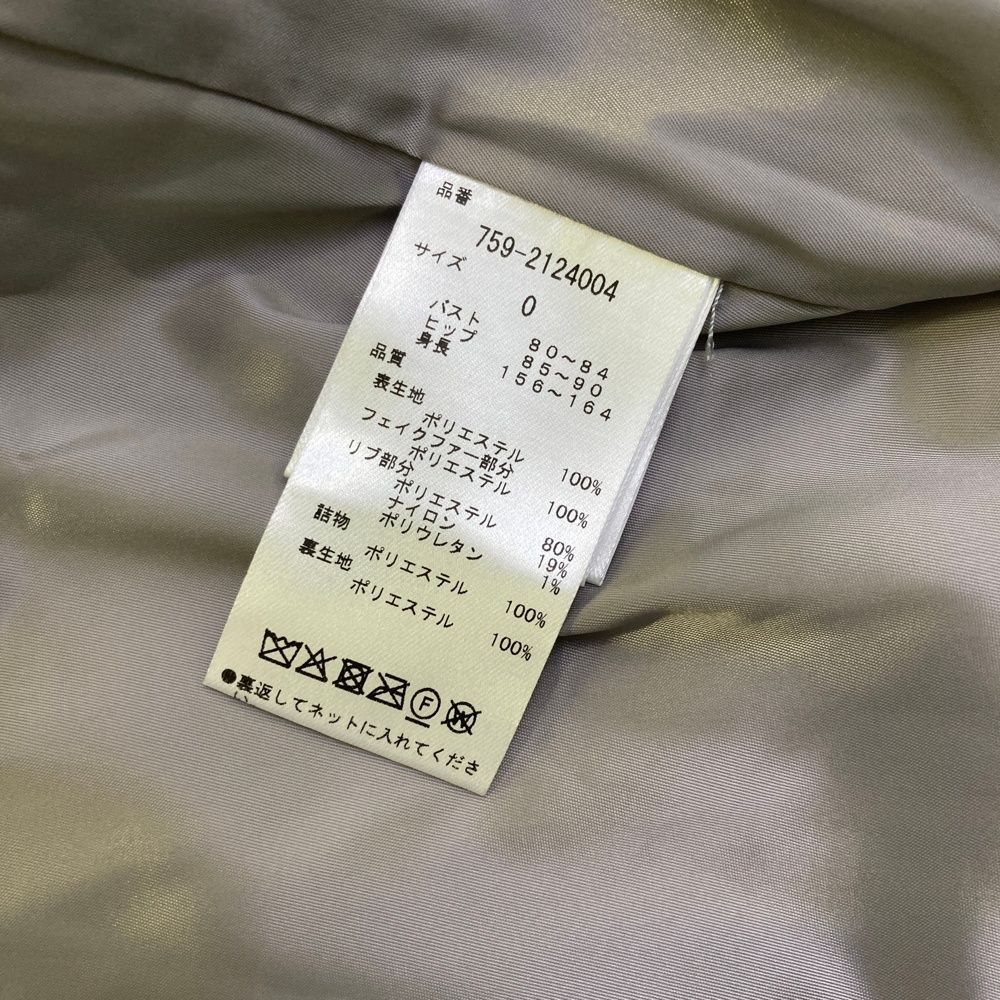 品番
759-2124004
サイズ
0
バスト 80～84
ヒップ 85～90
身長 156～164
品質
表生地
ポリエステル 100%
フェイクファー部分
ポリエステル 100%
リブ部分
ポリエステル 80%
ナイロン 19%
ポリウレタン 1%
詰物
ポリエステル 100%
裏生地
ポリエステル 100%
F
W
●裏返してネットに入れてくださ
い